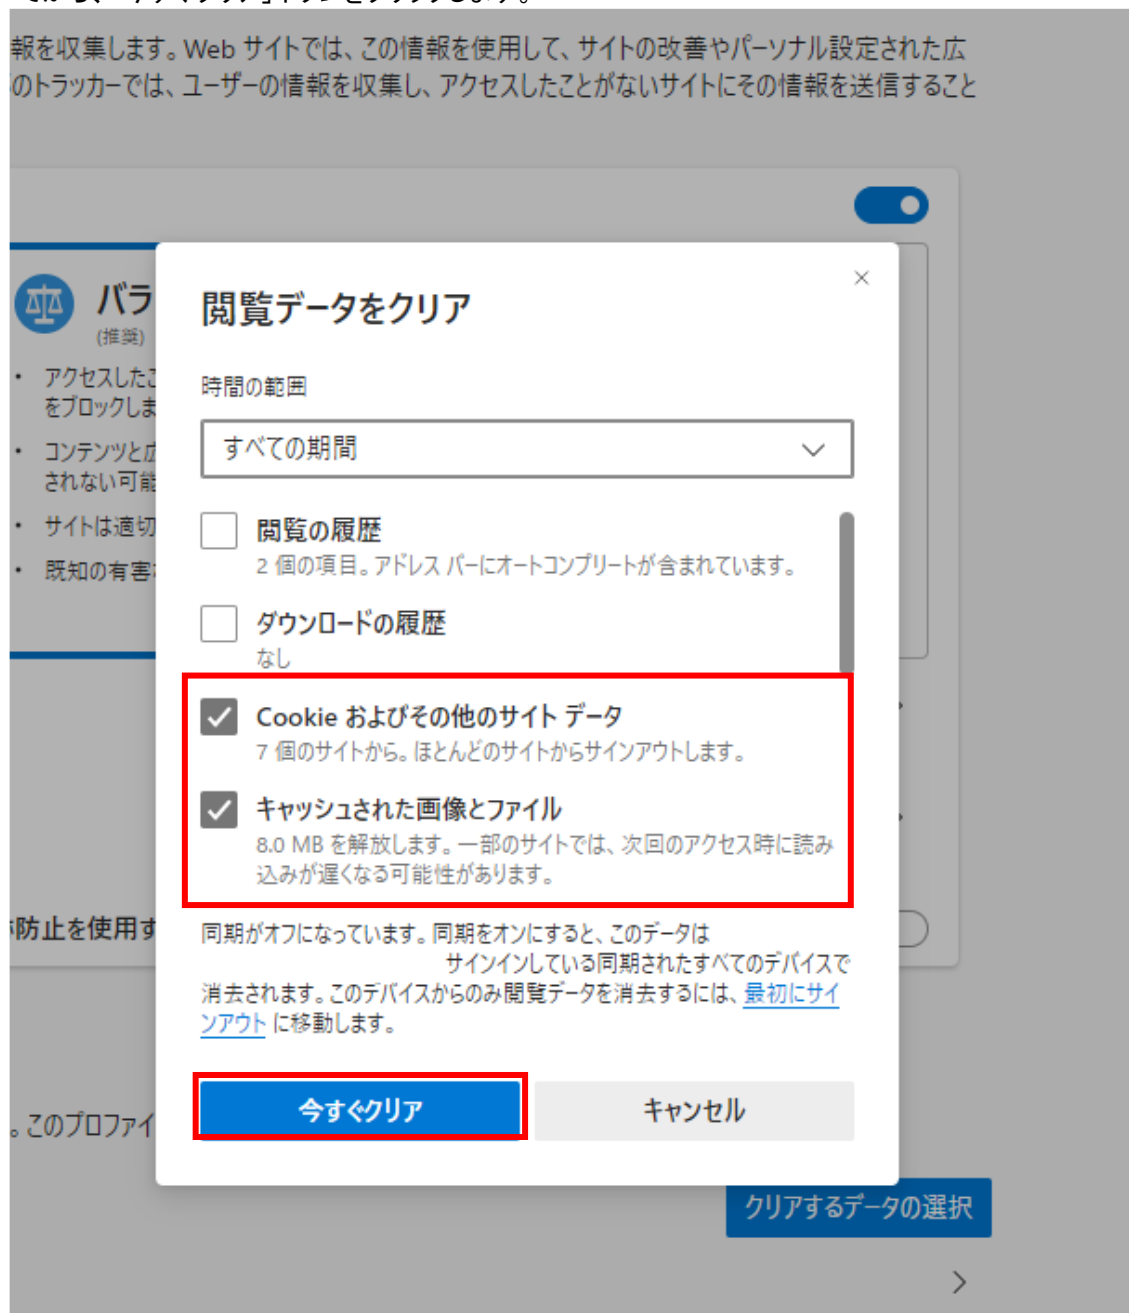 報を収集します。Web サイトでは、この情報を使用して、サイトの改善やパーソナル設定された広
のトラッカーでは、ユーザーの情報を収集し、アクセスしたことがないサイトにその情報を送信すること
バラ
(推奨)
・ アクセスしたこ
をブロックしま
・ コンテンツと広
されない可能
・ サイトは適切
・ 既知の有害
閲覧データをクリア
時間の範囲
すべての期間
閲覧の履歴
2 個の項目。アドレス バーにオートコンプリートが含まれています。
ダウンロードの履歴
なし
Cookie およびその他のサイト データ
7 個のサイトから。ほとんどのサイトからサインアウトします。
キャッシュされた画像とファイル
8.0 MB を解放します。一部のサイトでは、次回のアクセス時に読み
込みが遅くなる可能性があります。
防止を使用す
同期がオフになっています。同期をオンにすると、このデータは
サインインしている同期されたすべてのデバイスで
消去されます。このデバイスからのみ閲覧データを消去するには、最初にサイ
ンアウト に移動します。
今すぐクリア
キャンセル
。このプロファイ
クリアするデータの選択